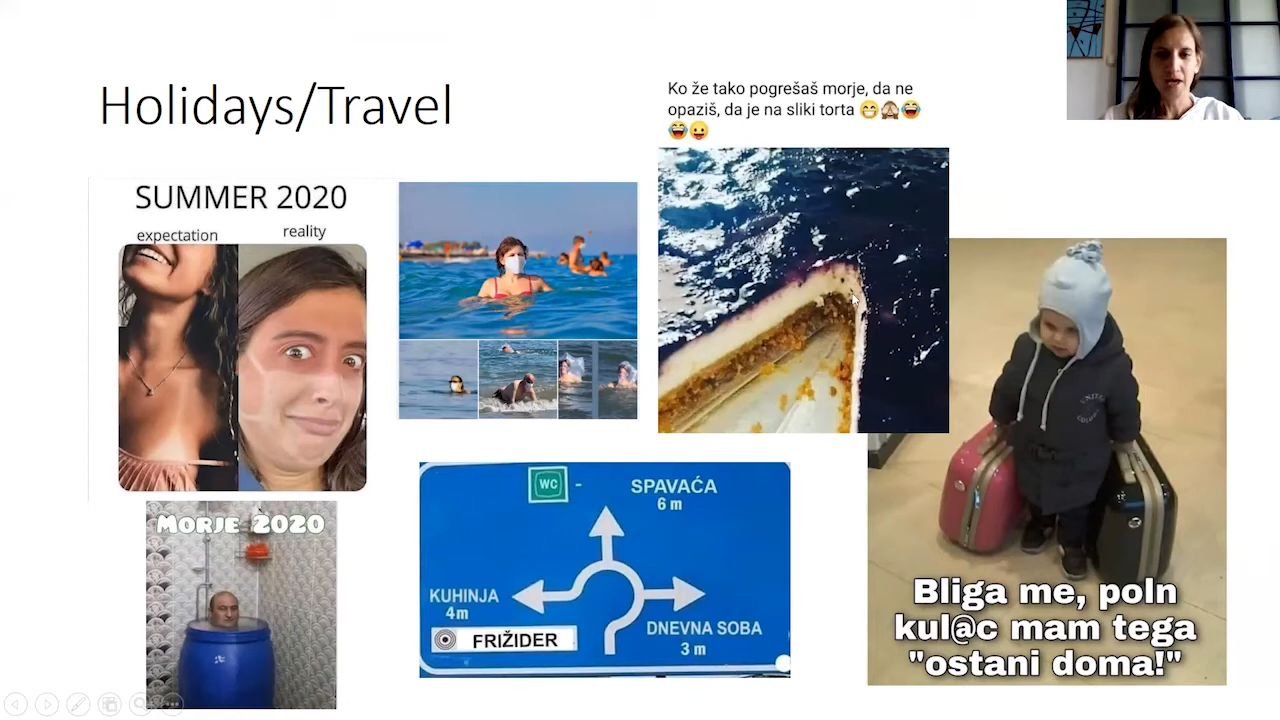 Holidays/Travel
SUMMER 2020
expectation
reality
Ko že tako pogrešaš morje, da ne
opaziš, da je na sliki torta 😁🙈😂
😂😛
MORJE 2020
WC -
SPAVAĆA
6 m
KUHINJA
4m
FRIŽIDER
DNEVNA SOBA
3 m
Bliga me, poln
kul@c mam tega
"ostani doma!"